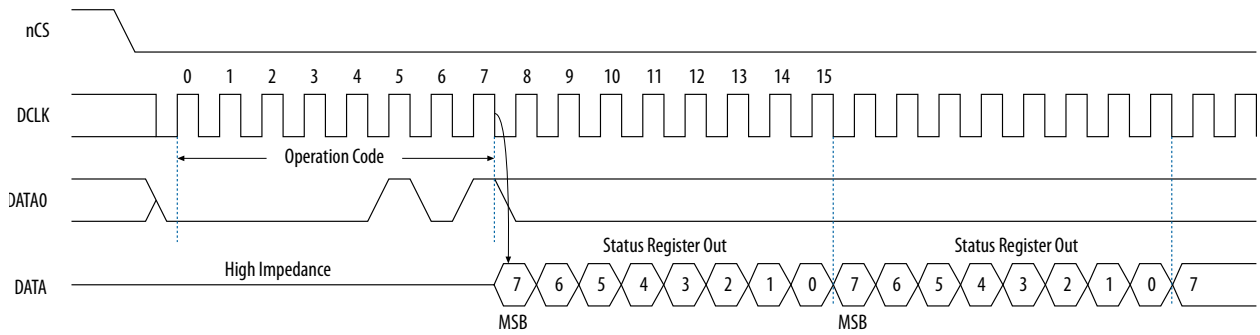 nCS
0 1 2 3 4 5 6 7 8 9 10 11 12 13 14 15
DCLK
Operation Code
DATA0
Status Register Out Status Register Out
High Impedance
DATA 7 6 5 4 3 2 1 0 7 6 5 4 3 2 1 0 7
MSB MSB